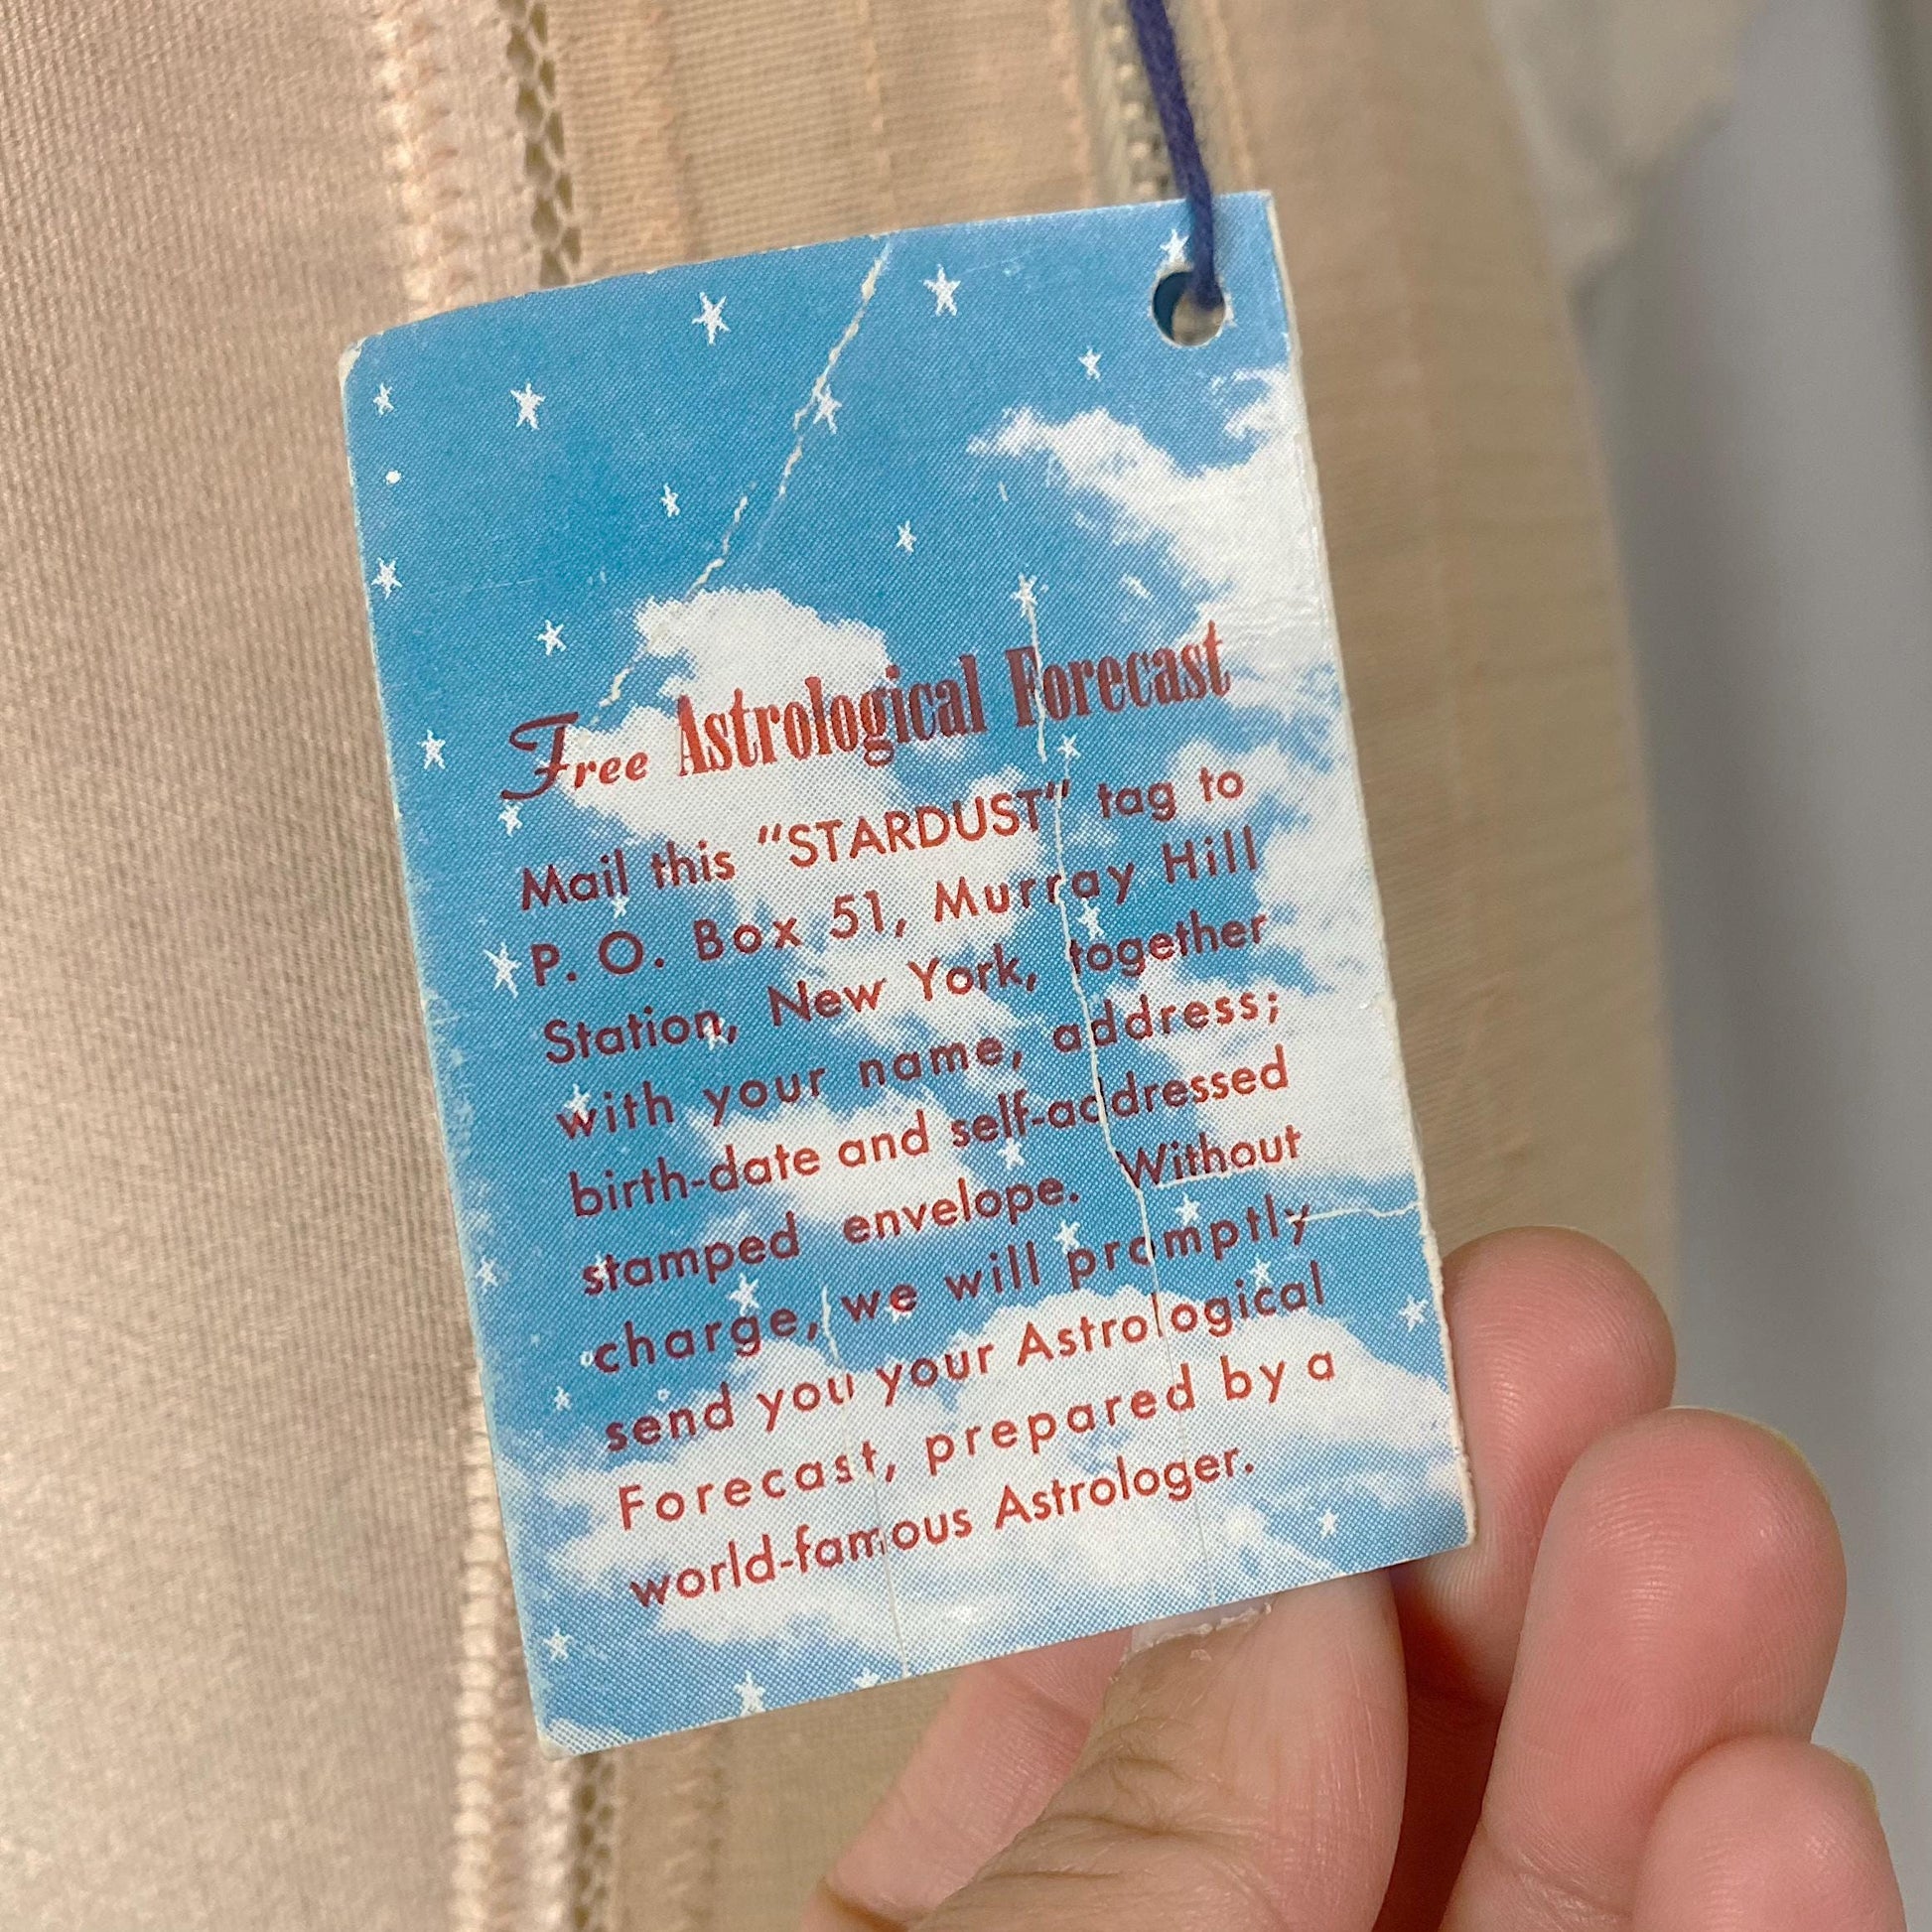 Free Astrological Forecast
Mail this "STARDUST" tag to
P. O. Box 51, Murray Hill
Station, New York, together
with your name, address;
birth-date and self-addressed
stamped envelope. Without
charge, we will promptly
send you your Astrological
Forecast, prepared by a
world-famous Astrologer.